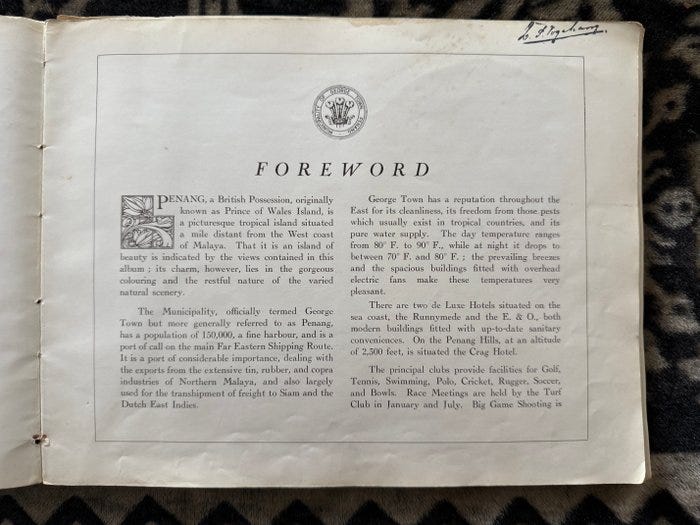 MUNICIPALITY OF GEORGE TOWN PENANG
FOREWORD
PENANG, a British Possession, originally
known as Prince of Wales Island, is
a picturesque tropical island situated
a mile distant from the West coast
of Malaya. That it is an island of
beauty is indicated by the views contained in this
album ; its charm, however, lies in the gorgeous
colouring and the restful nature of the varied
natural scenery.
The Municipality, officially termed George
Town but more generally referred to as Penang,
has a population of 150,000, a fine harbour, and is a
port of call on the main Far Eastern Shipping Route.
It is a port of considerable importance, dealing with
the exports from the extensive tin, rubber, and copra
industries of Northern Malaya, and also largely
used for the transhipment of freight to Siam and the
Dutch East Indies.
George Town has a reputation throughout the
East for its cleanliness, its freedom from those pests
which usually exist in tropical countries, and its
pure water supply. The day temperature ranges
from 80° F. to 90° F., while at night it drops to
between 70° F. and 80° F. ; the prevailing breezes
and the spacious buildings fitted with overhead
electric fans make these temperatures very
pleasant.
There are two de Luxe Hotels situated on the
sea coast, the Runnymede and the E. & O., both
modern buildings fitted with up-to-date sanitary
conveniences. On the Penang Hills, at an altitude
of 2,500 feet, is situated the Crag Hotel.
The principal clubs provide facilities for Golf,
Tennis, Swimming, Polo, Cricket, Rugger, Soccer,
and Bowls. Race Meetings are held by the Turf
Club in January and July. Big Game Shooting is